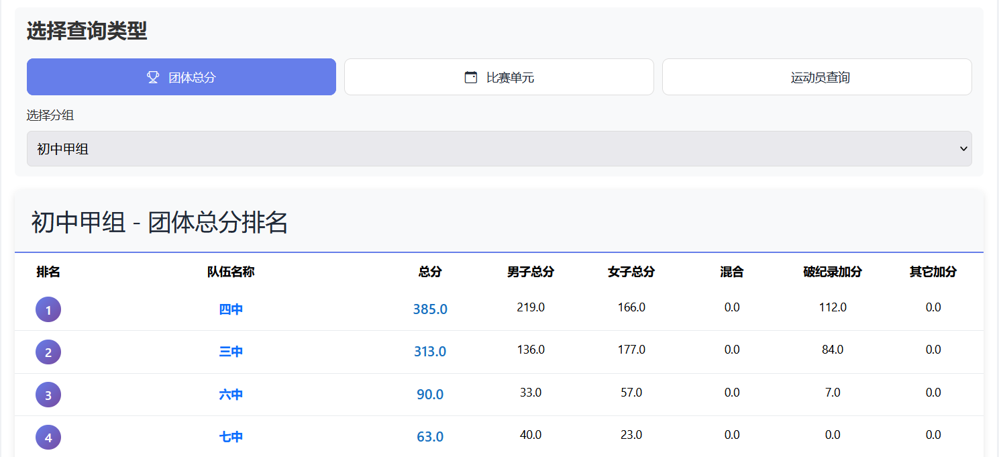 选择查询类型
团体总分 比赛单元 运动员查询
选择分组
初中甲组
初中甲组 - 团体总分排名
排名 队伍名称 总分 男子总分 女子总分 混合 破纪录加分 其它加分
1 四中 385.0 219.0 166.0 0.0 112.0 0.0
2 三中 313.0 136.0 177.0 0.0 84.0 0.0
3 六中 90.0 33.0 57.0 0.0 7.0 0.0
4 七中 63.0 40.0 23.0 0.0 0.0 0.0